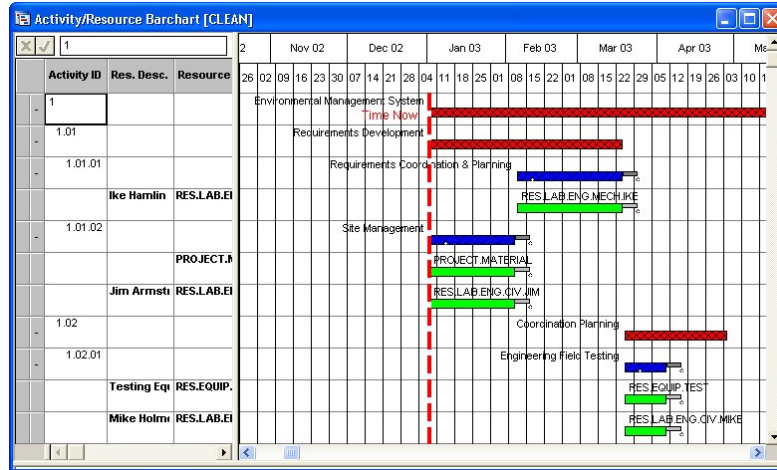 Activity/Resource Barchart [CLEAN]
1
2 Nov 02 Dec 02 Jan 03 Feb 03 Mar 03 Apr 03 Ma
Activity ID Res. Desc. Resource 26 02 09 16 23 30 07 14 21 28 04 11 18 25 01 08 15 22 01 08 15 22 29 05 12 19 26 03 10 1
1 Environmental Management System
Time Now
1.01 Requirements Development
1.01.01 Requirements Coordination & Planning
Ike Hamlin RES.LAB.EI RES.LAB.ENG.MECH.IKE
1.01.02 Site Management
PROJECT.M PROJECT.MATERIAL
Jim Armsti RES.LAB.EI RES.LAB.ENG.CIV.JIM
1.02 Coordination Planning
1.02.01 Engineering Field Testing
Testing Equ RES.EQUIP. RES.EQUIP.TEST
Mike Holme RES.LAB.EI RES.LAB.ENG.CIV.MIKE